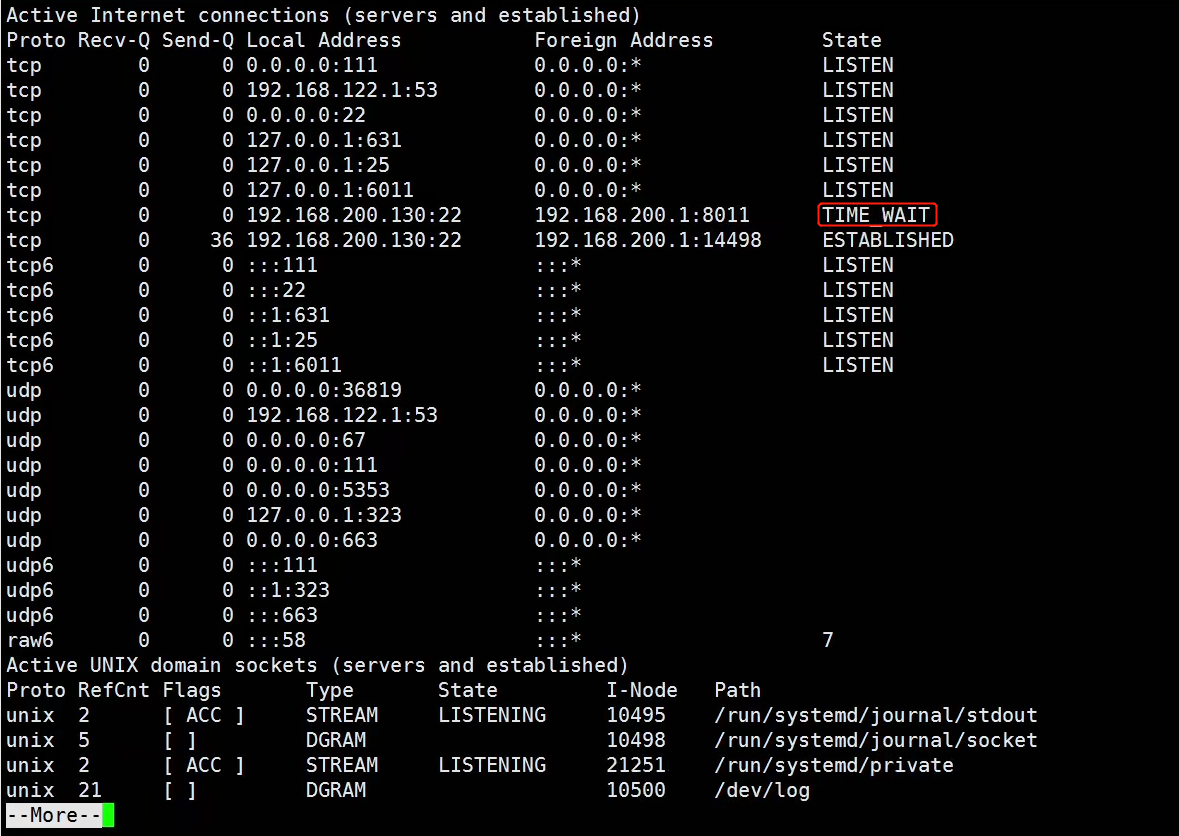 Active Internet connections (servers and established)
Proto Recv-Q Send-Q Local Address           Foreign Address         State
tcp        0      0 0.0.0.0:111             0.0.0.0:*               LISTEN
tcp        0      0 192.168.122.1:53        0.0.0.0:*               LISTEN
tcp        0      0 0.0.0.0:22              0.0.0.0:*               LISTEN
tcp        0      0 127.0.0.1:631           0.0.0.0:*               LISTEN
tcp        0      0 127.0.0.1:25            0.0.0.0:*               LISTEN
tcp        0      0 127.0.0.1:6011          0.0.0.0:*               LISTEN
tcp        0      0 192.168.200.130:22      192.168.200.1:8011      TIME_WAIT
tcp        0     36 192.168.200.130:22      192.168.200.1:14498     ESTABLISHED
tcp6       0      0 :::111                  :::*                    LISTEN
tcp6       0      0 :::22                   :::*                    LISTEN
tcp6       0      0 ::1:631                 :::*                    LISTEN
tcp6       0      0 ::1:25                  :::*                    LISTEN
tcp6       0      0 ::1:6011                :::*                    LISTEN
udp        0      0 0.0.0.0:36819           0.0.0.0:*
udp        0      0 192.168.122.1:53        0.0.0.0:*
udp        0      0 0.0.0.0:67              0.0.0.0:*
udp        0      0 0.0.0.0:111             0.0.0.0:*
udp        0      0 0.0.0.0:5353            0.0.0.0:*
udp        0      0 127.0.0.1:323           0.0.0.0:*
udp        0      0 0.0.0.0:663             0.0.0.0:*
udp6       0      0 :::111                  :::*
udp6       0      0 ::1:323                 :::*
udp6       0      0 :::663                  :::*
raw6       0      0 :::58                   :::*                    7
Active UNIX domain sockets (servers and established)
Proto RefCnt Flags       Type       State         I-Node   Path
unix  2      [ ACC ]     STREAM     LISTENING     10495    /run/systemd/journal/stdout
unix  5      [ ]         DGRAM                    10498    /run/systemd/journal/socket
unix  2      [ ACC ]     STREAM     LISTENING     21251    /run/systemd/private
unix  21     [ ]         DGRAM                    10500    /dev/log
--More--